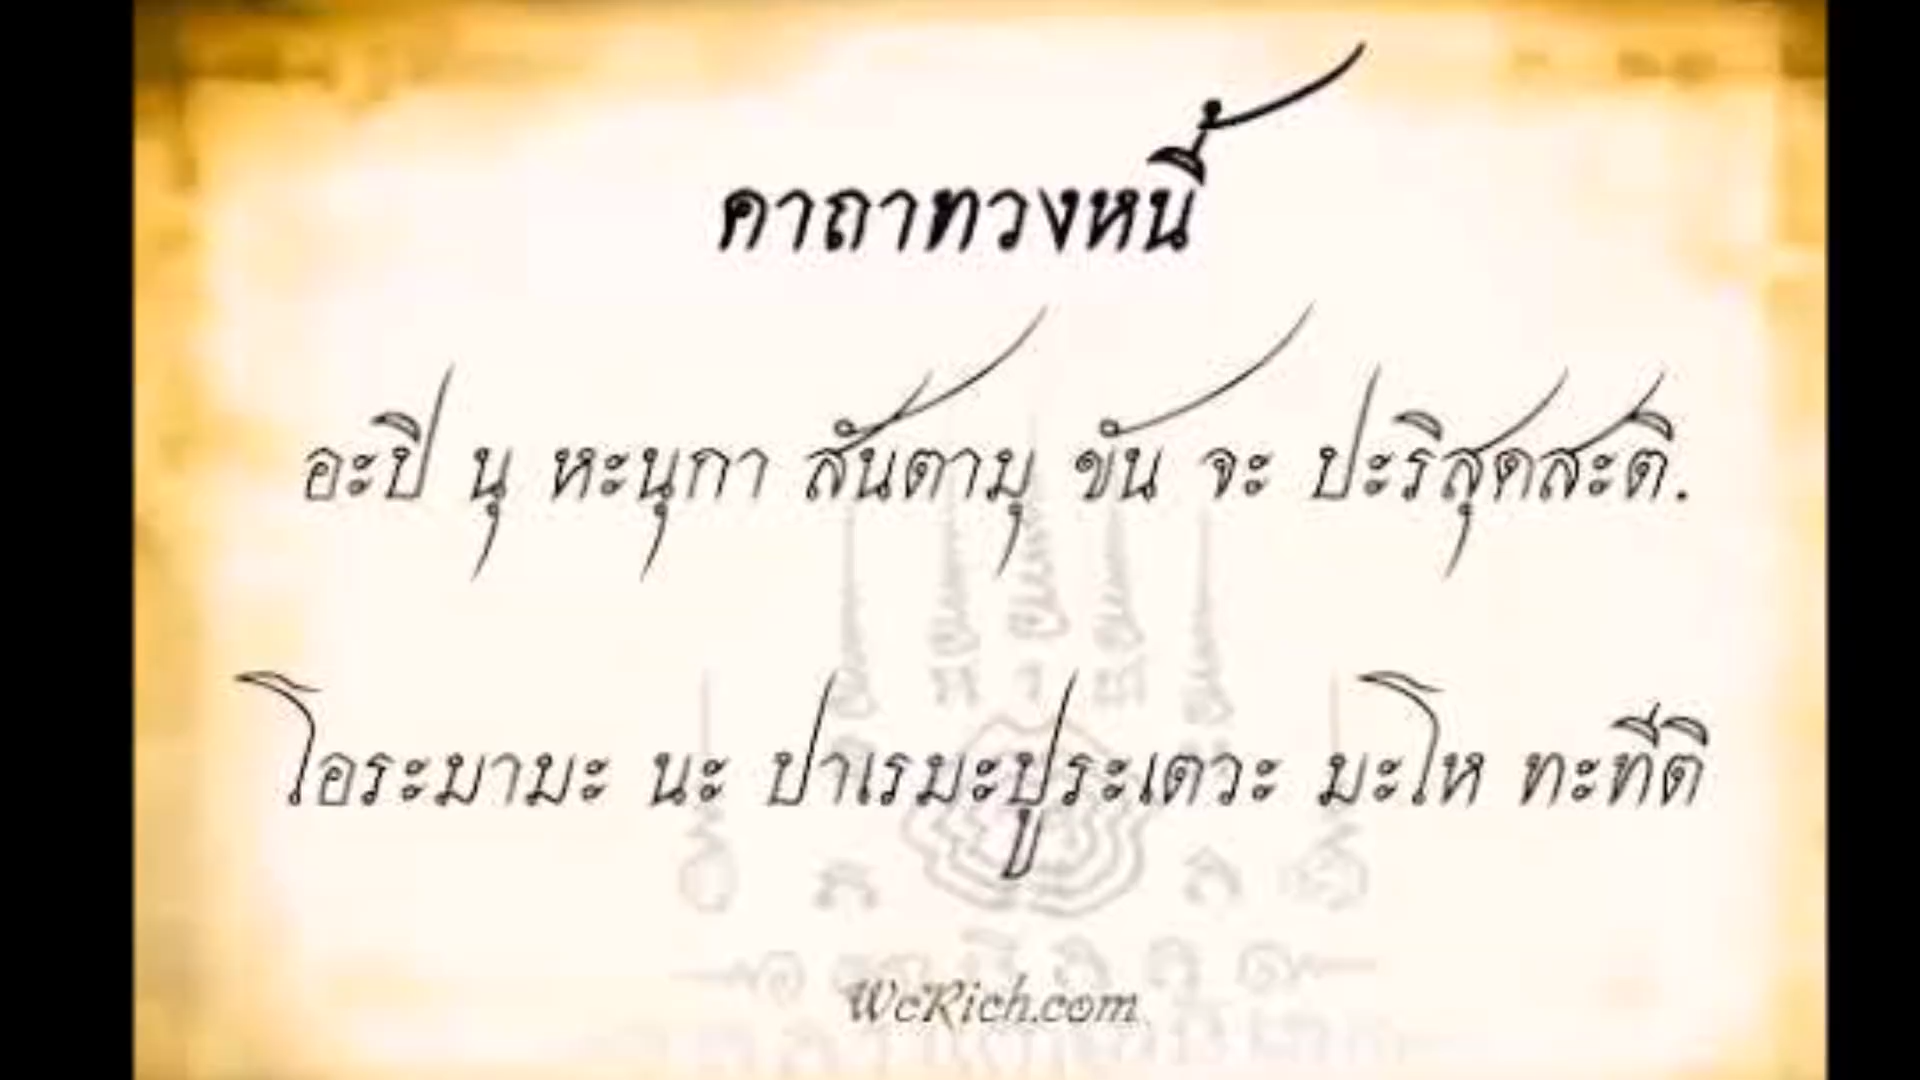 คาถาทวงหนี้
อะปิ นุ หะนุกา สันตามุ ขัน จะ ปะริสุดสะติ.
โอระมามะ นะ ปาเรมะปูระเตวะ มะโห ทะทีติ
WcRich.com